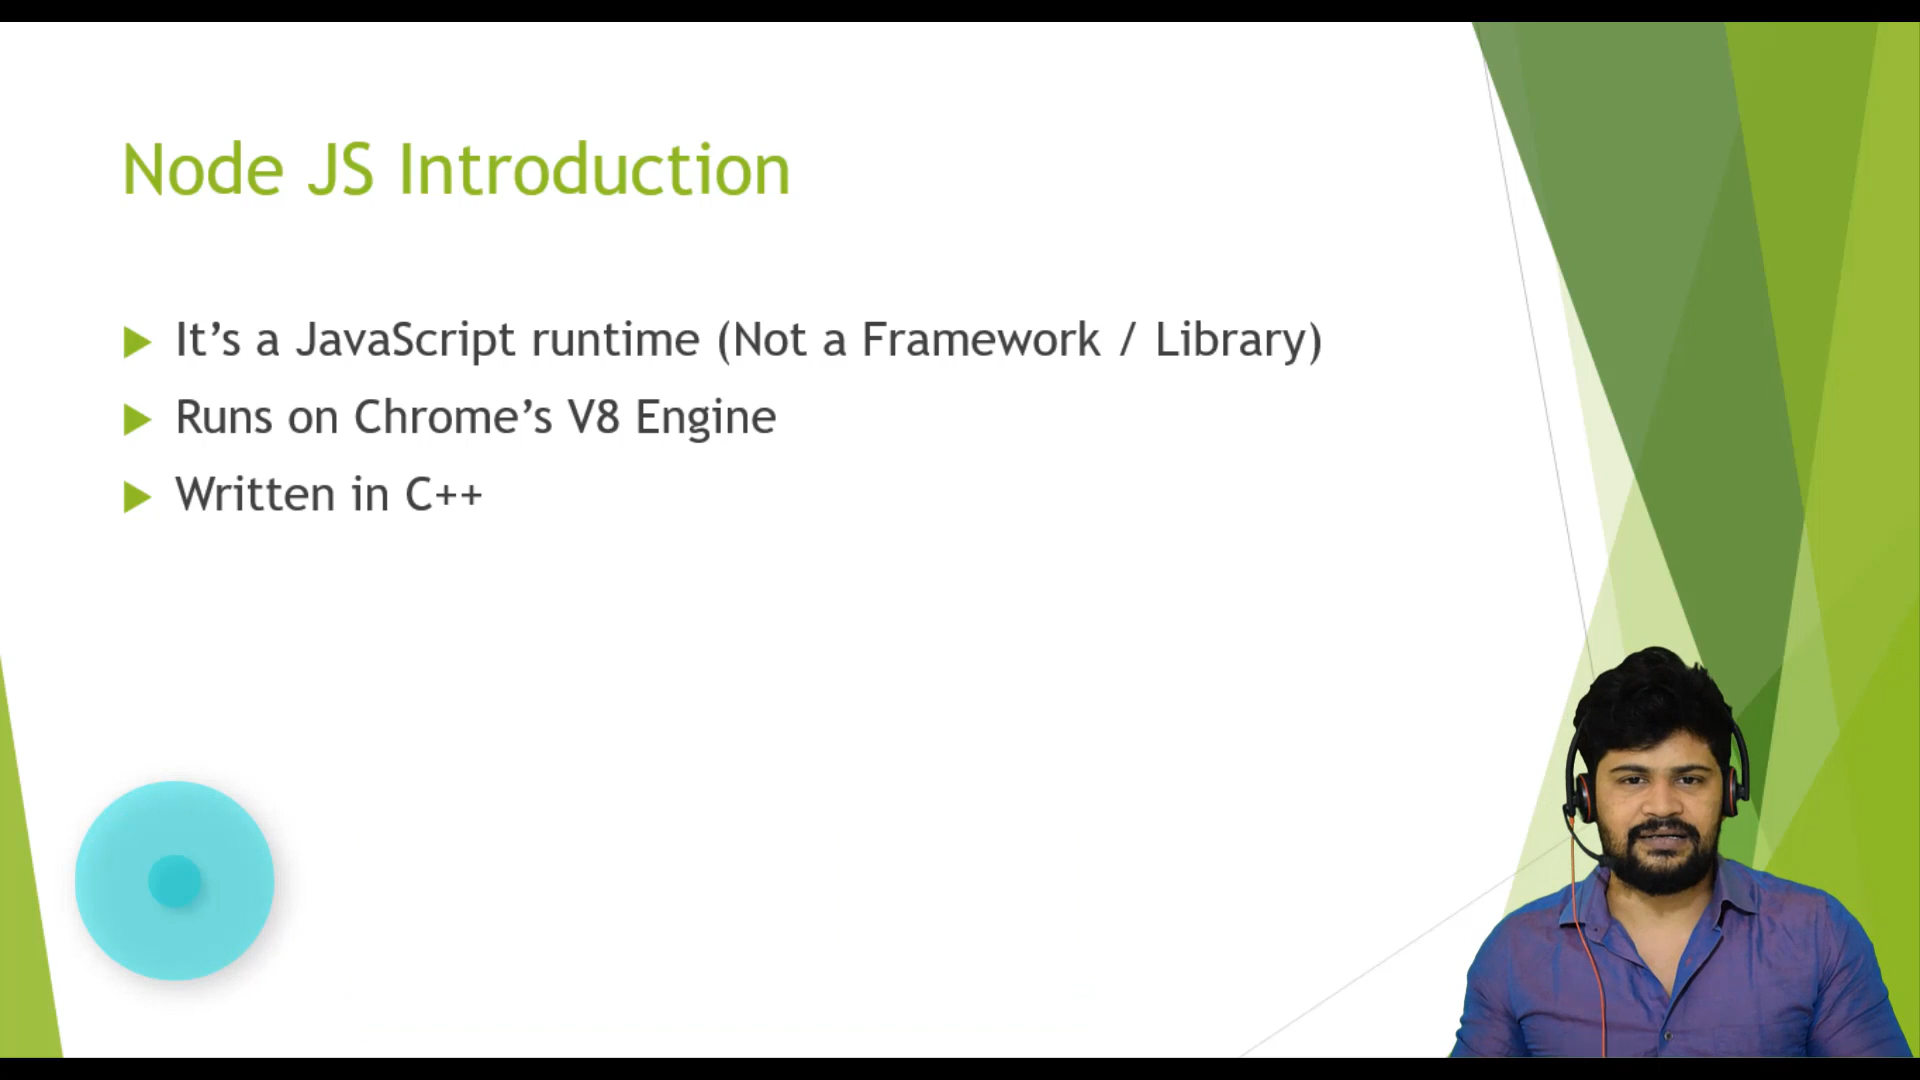 Node JS Introduction
It’s a JavaScript runtime (Not a Framework / Library)
Runs on Chrome’s V8 Engine
Written in C++